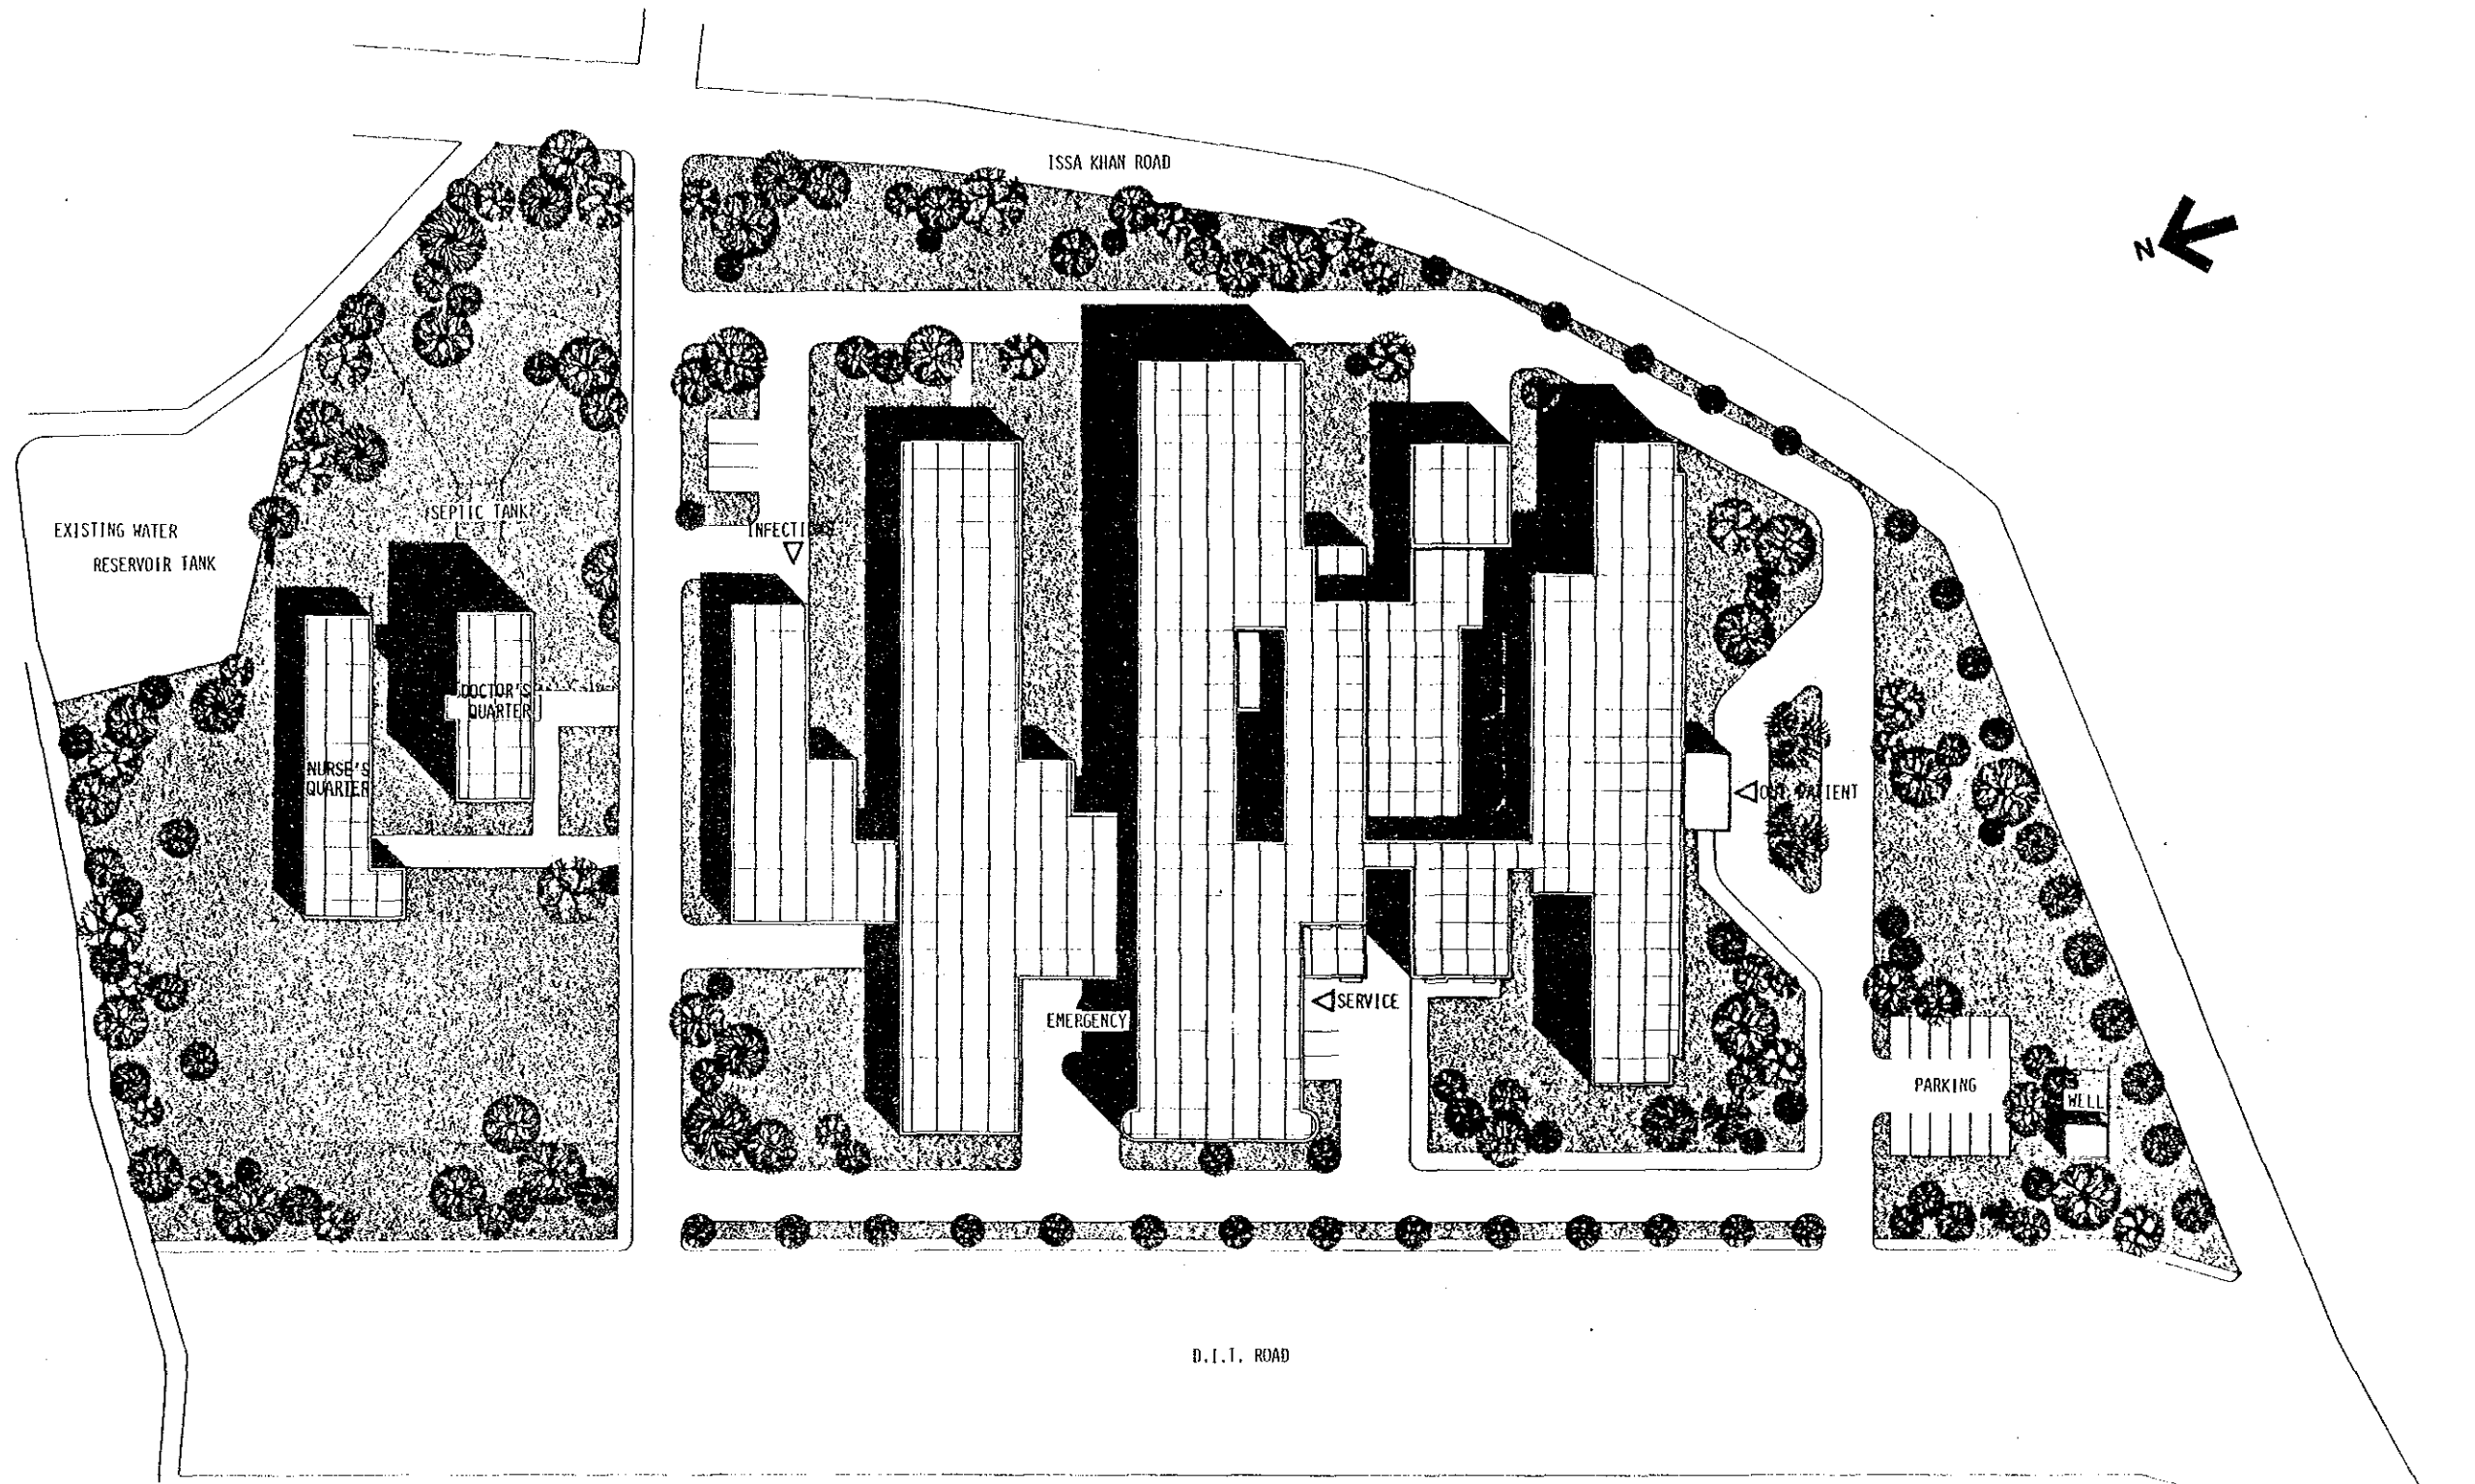 ISSA KHAN ROAD
N
EXISTING WATER
RESERVOIR TANK
SEPTIC TANK
DOCTOR'S
QUARTER
NURSE'S
QUARTER
OUT PATIENT
EMERGENCY
SERVICE
PARKING
WELL
D.I.T. ROAD